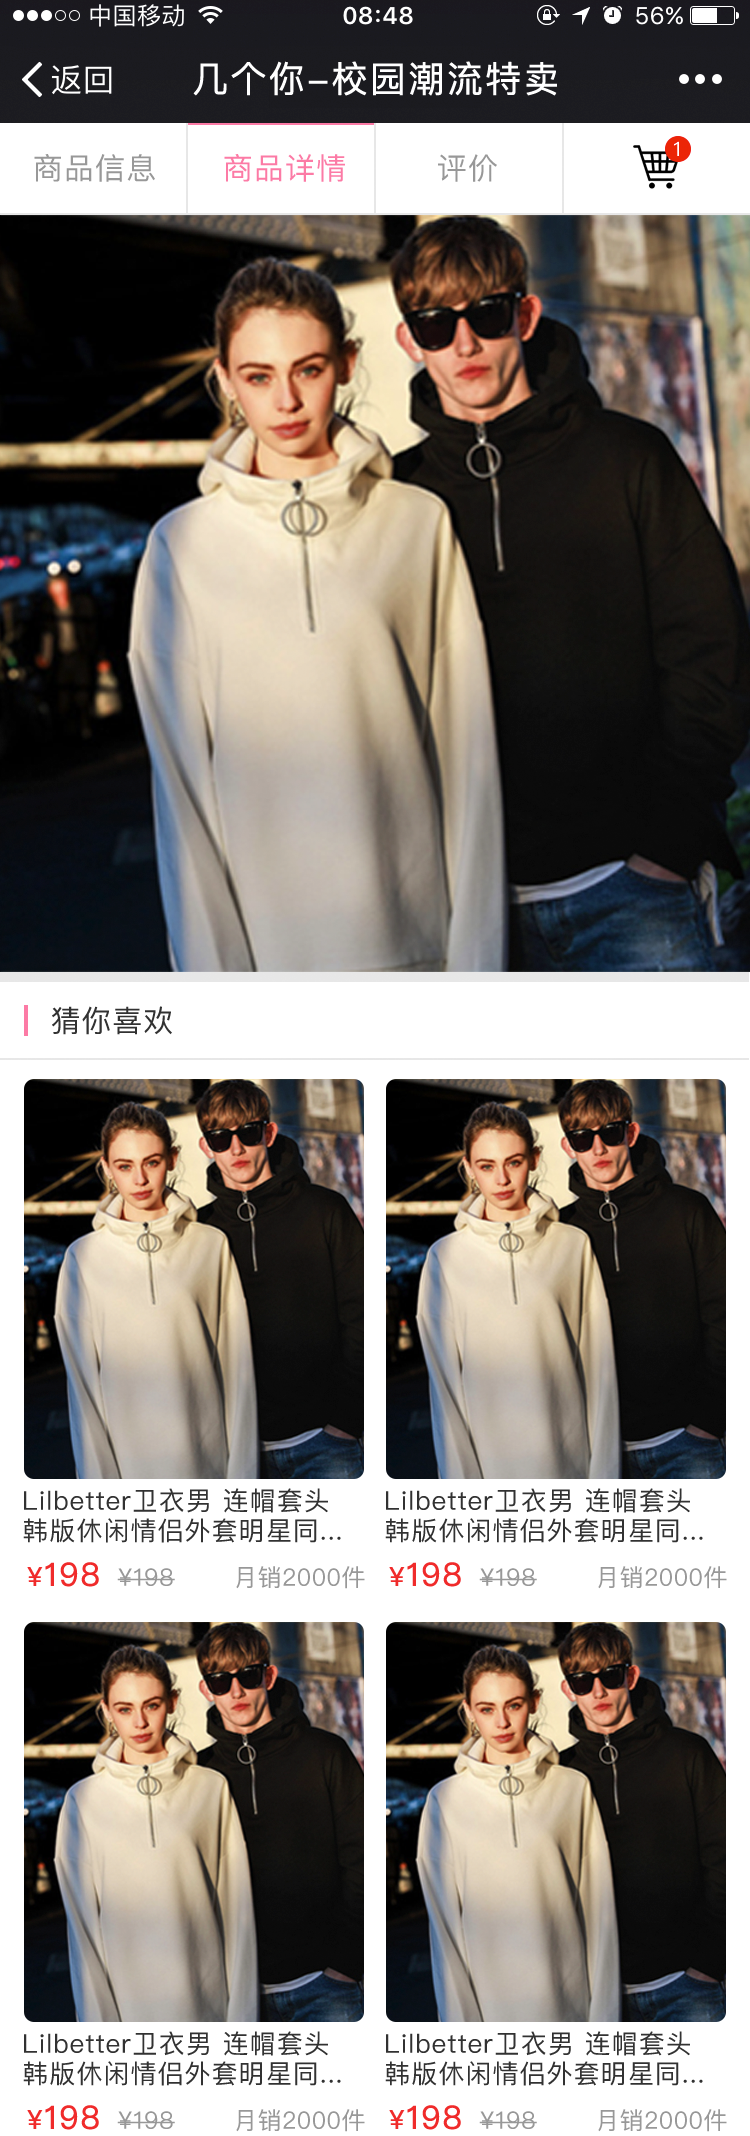 中国移动 08:48 56%
返回 几个你-校园潮流特卖
商品信息 商品详情 评价 1
猜你喜欢
Lilbetter卫衣男 连帽套头
韩版休闲情侣外套明星同...
¥198 ¥198 月销2000件
Lilbetter卫衣男 连帽套头
韩版休闲情侣外套明星同...
¥198 ¥198 月销2000件
Lilbetter卫衣男 连帽套头
韩版休闲情侣外套明星同...
¥198 ¥198 月销2000件
Lilbetter卫衣男 连帽套头
韩版休闲情侣外套明星同...
¥198 ¥198 月销2000件